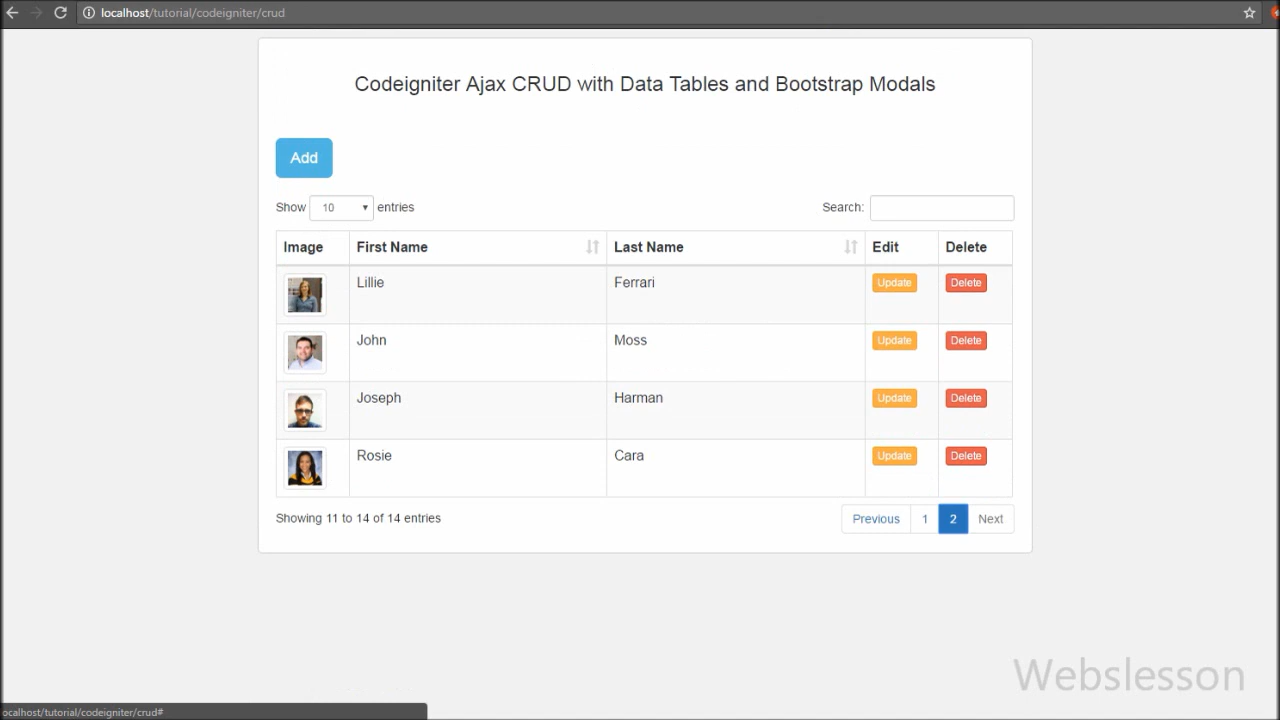 localhost/tutorial/codeigniter/crud
Codeigniter Ajax CRUD with Data Tables and Bootstrap Modals
Add
Show 10 entries
Search:
Image First Name Last Name Edit Delete
Lillie Ferrari Update Delete
John Moss Update Delete
Joseph Harman Update Delete
Rosie Cara Update Delete
Showing 11 to 14 of 14 entries
Previous 1 2 Next
Webslesson
ocalhost/tutorial/codeigniter/crud#